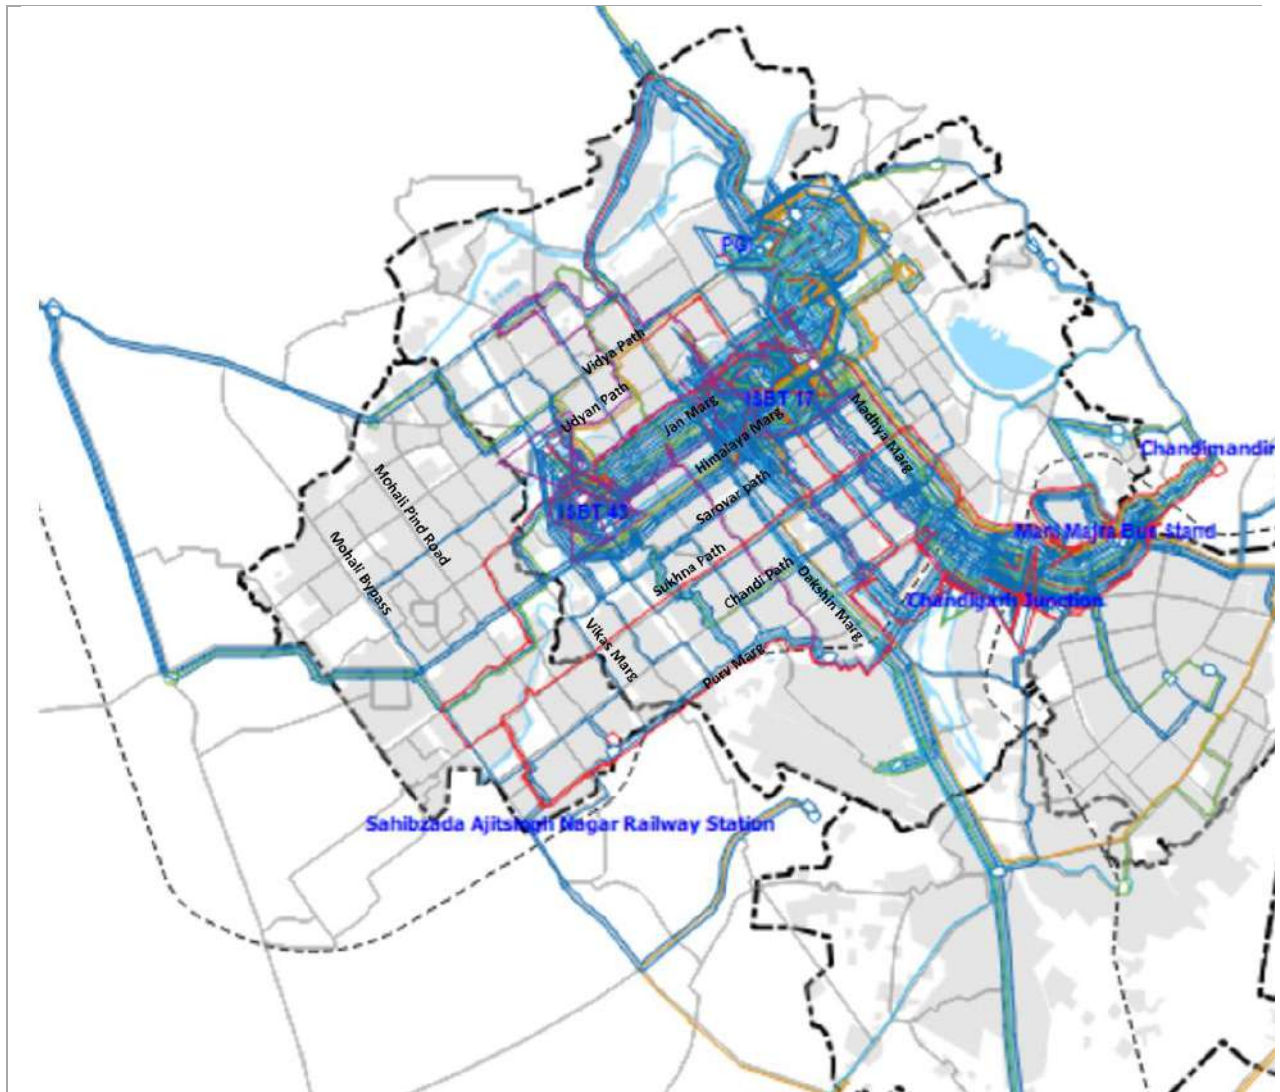 Vidya Path
Udyan Path
Jan Marg
ISBT 17
Himalaya Marg
Madhya Marg
Chandimandir
Mohali Pind Road
Sarovar path
ISBT 43
Mani Majra Bus stand
Mohali Bypass
Sukhna Path
Chandi Path
Dakshin Marg
Chandigarh Junction
Vikas Marg
Purv Marg
Sahibzada Ajitsingh Nagar Railway Station